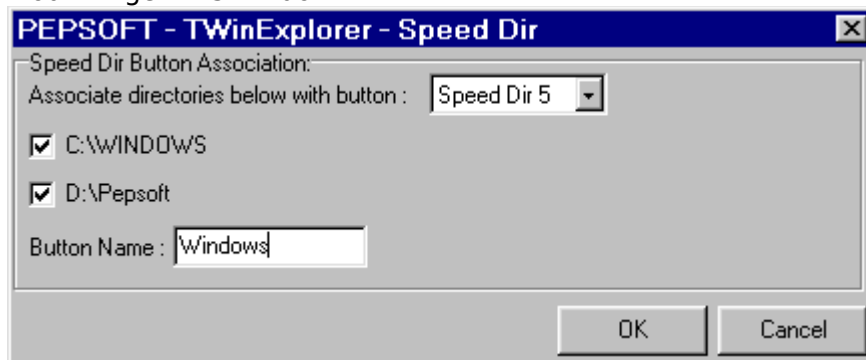 PEPSOFT - TWinExplorer - Speed Dir
Speed Dir Button Association:
Associate directories below with button : Speed Dir 5
C:\WINDOWS
D:\Pepsoft
Button Name : Windows
OK Cancel